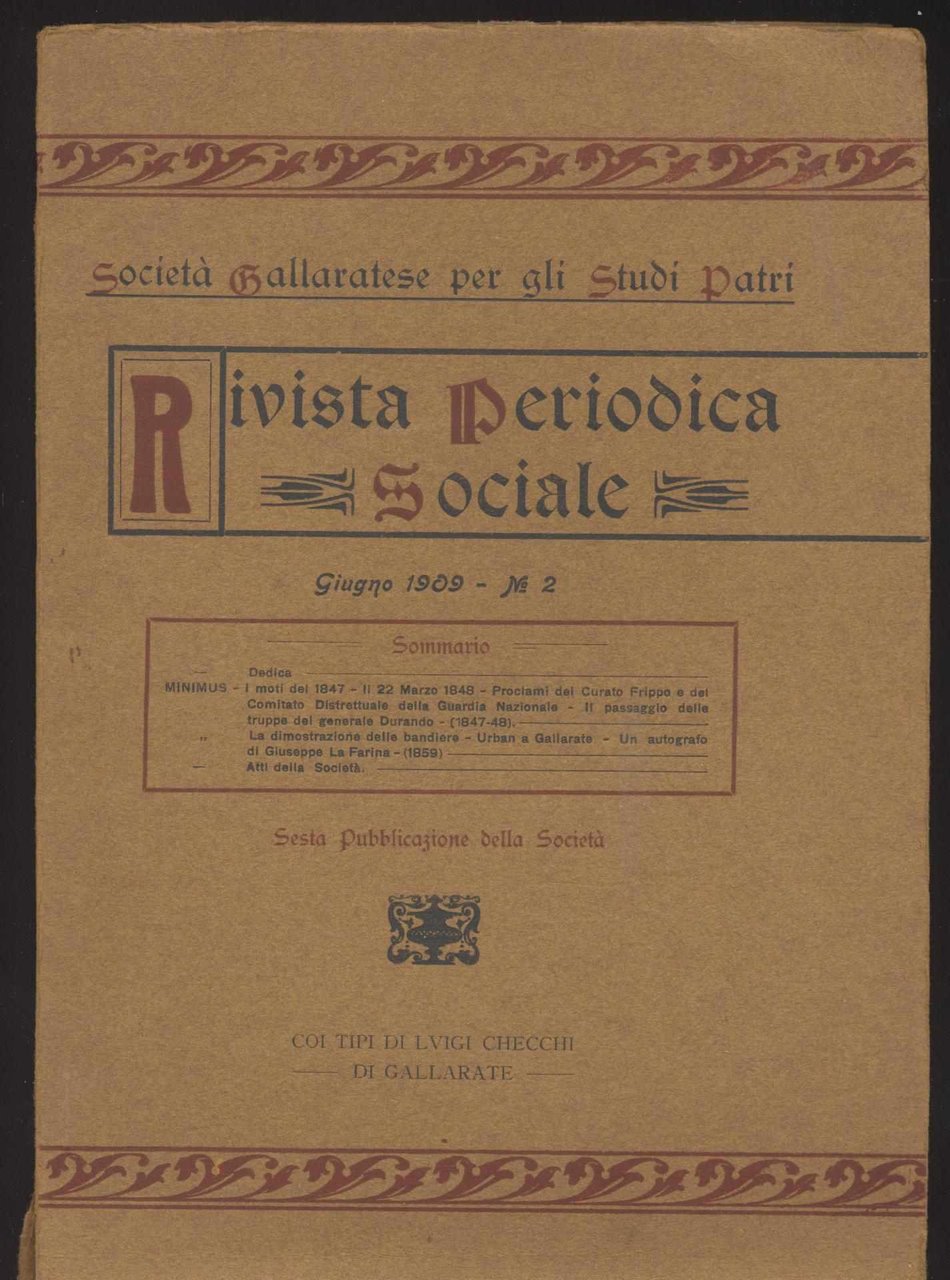 Società Gallaratese per gli Studi Patri
Rivista Periodica
Sociale
Giugno 1909 - № 2
Sommario
— Dedica
MINIMUS - I moti del 1847 - Il 22 Marzo 1848 - Proclami del Curato Frippo e del
Comitato Distrettuale della Guardia Nazionale - Il passaggio delle
truppe del generale Durando - (1847-48).
„ La dimostrazione delle bandiere - Urban a Gallarate - Un autografo
di Giuseppe La Farina - (1859)
— Atti della Società.
Sesta Pubblicazione della Società
COI TIPI DI LVIGI CHECCHI
DI GALLARATE